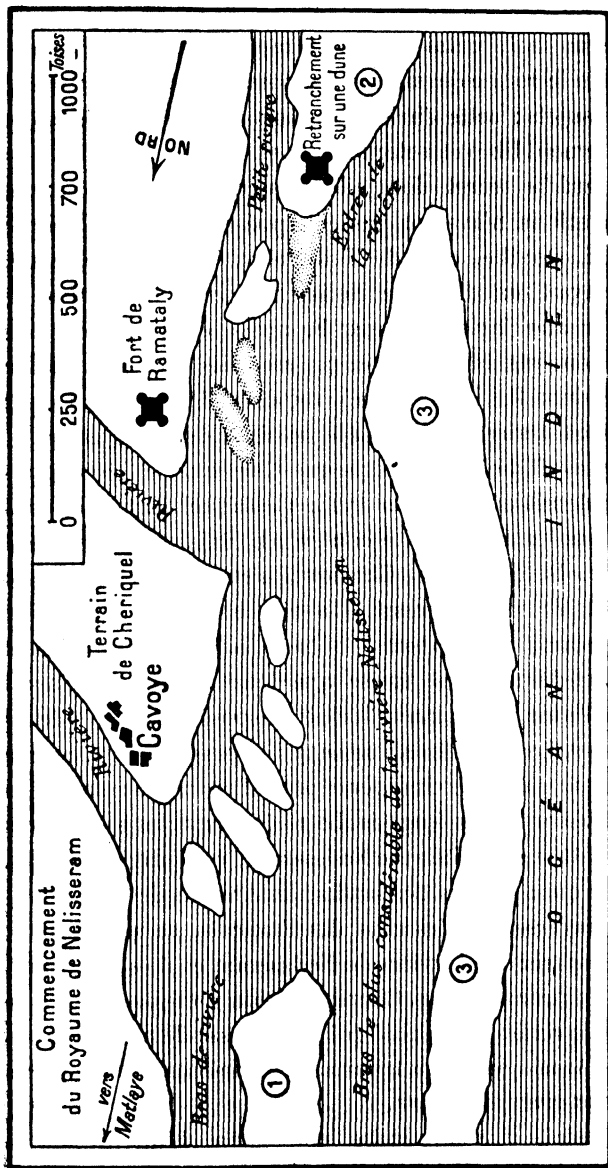 Commencement
du Royaume de Nelisseram
vers
Matlaye
Rivière
Terrain
de Cheriquel
Cavoye
0 250 500 700 1000 Toises
NORD
Rivière
Fort de
Ramataly
Petite rivière
Retranchement
sur une dune
2
Entrée de
la rivière
Bras de rivière
1
Bras le plus considérable de la rivière Nelisseram
3
3
OCÉAN INDIEN